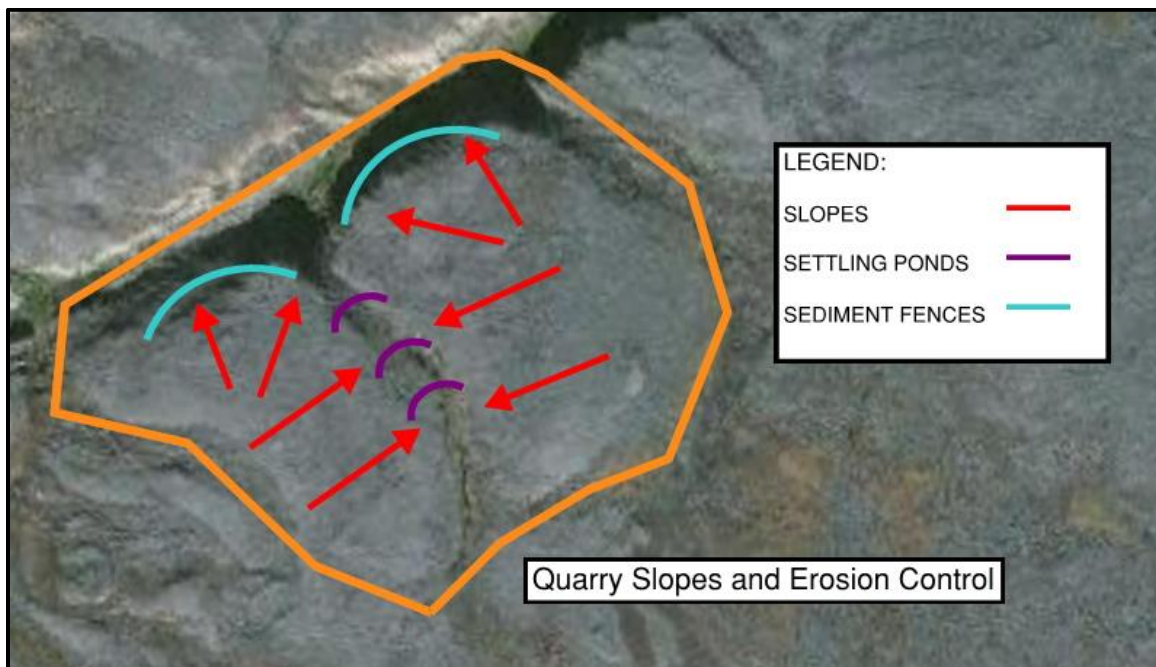 LEGEND:
SLOPES
SETTLING PONDS
SEDIMENT FENCES
Quarry Slopes and Erosion Control